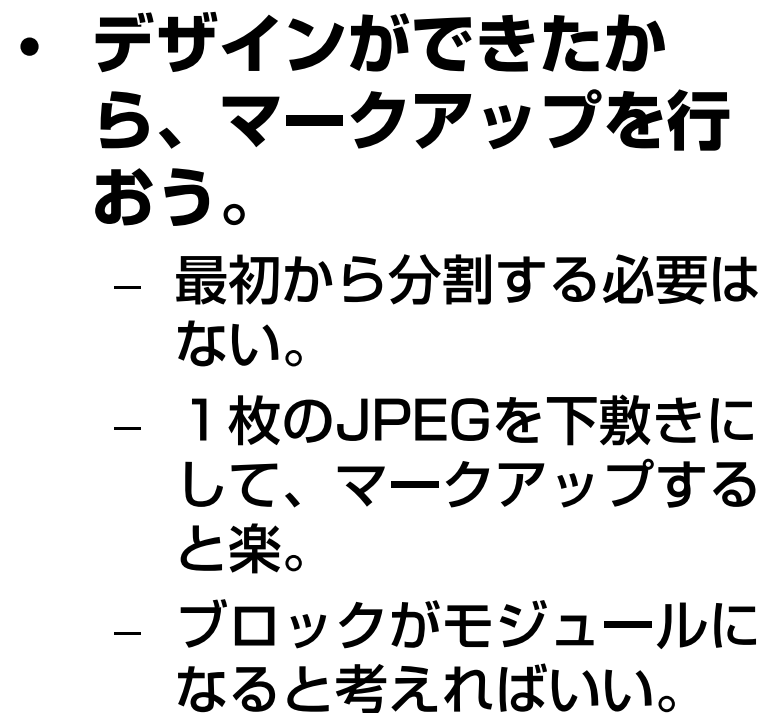 • デザインができたか
ら、マークアップを行
おう。
– 最初から分割する必要は
ない。
– １枚のJPEGを下敷きに
して、マークアップする
と楽。
– ブロックがモジュールに
なると考えればいい。